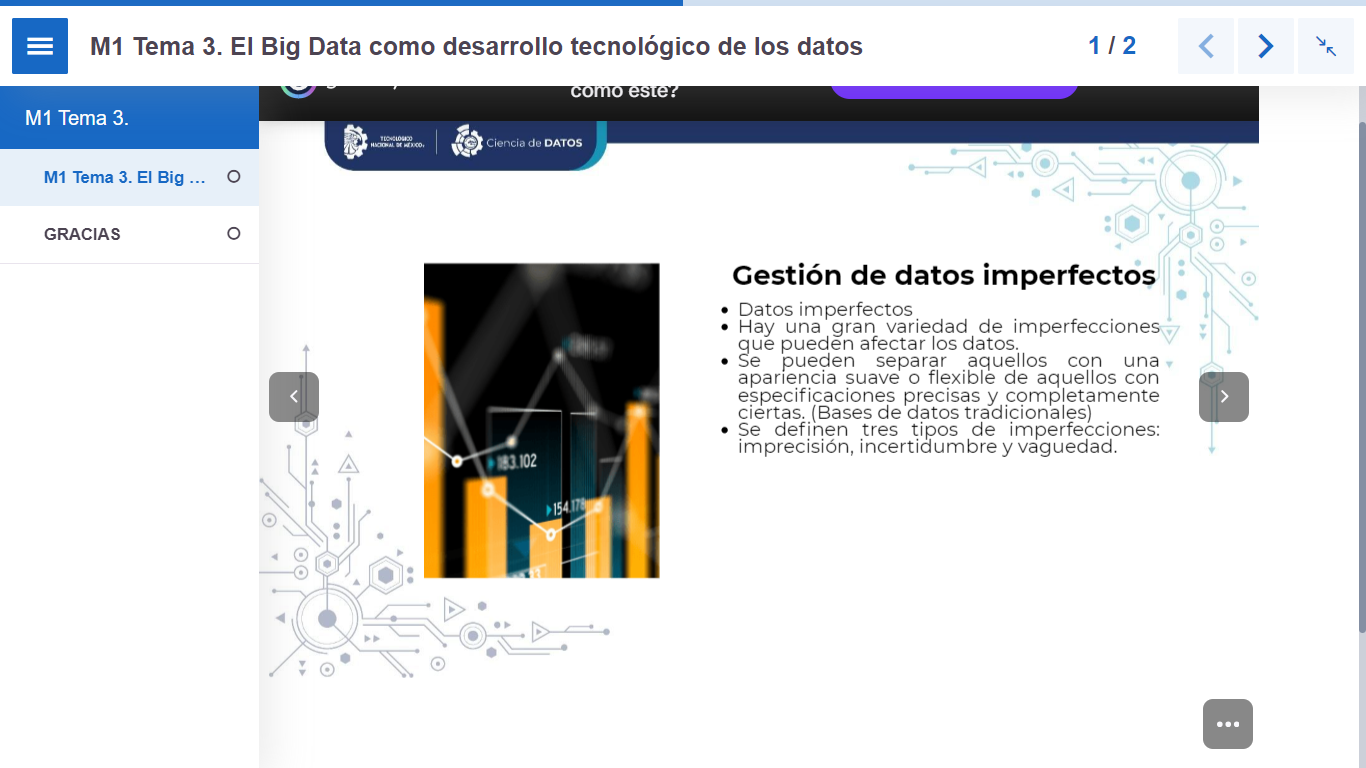 M1 Tema 3. El Big Data como desarrollo tecnológico de los datos
1 / 2
como este?
M1 Tema 3.
M1 Tema 3. El Big ...
GRACIAS
TECNOLÓGICO
NACIONAL DE MÉXICO
Ciencia de DATOS
Gestión de datos imperfectos
• Datos imperfectos
• Hay una gran variedad de imperfecciones
que pueden afectar los datos.
• Se pueden separar aquellos con una
apariencia suave o flexible de aquellos con
especificaciones precisas y completamente
ciertas. (Bases de datos tradicionales)
• Se definen tres tipos de imperfecciones:
imprecisión, incertidumbre y vaguedad.
183.102
154.178